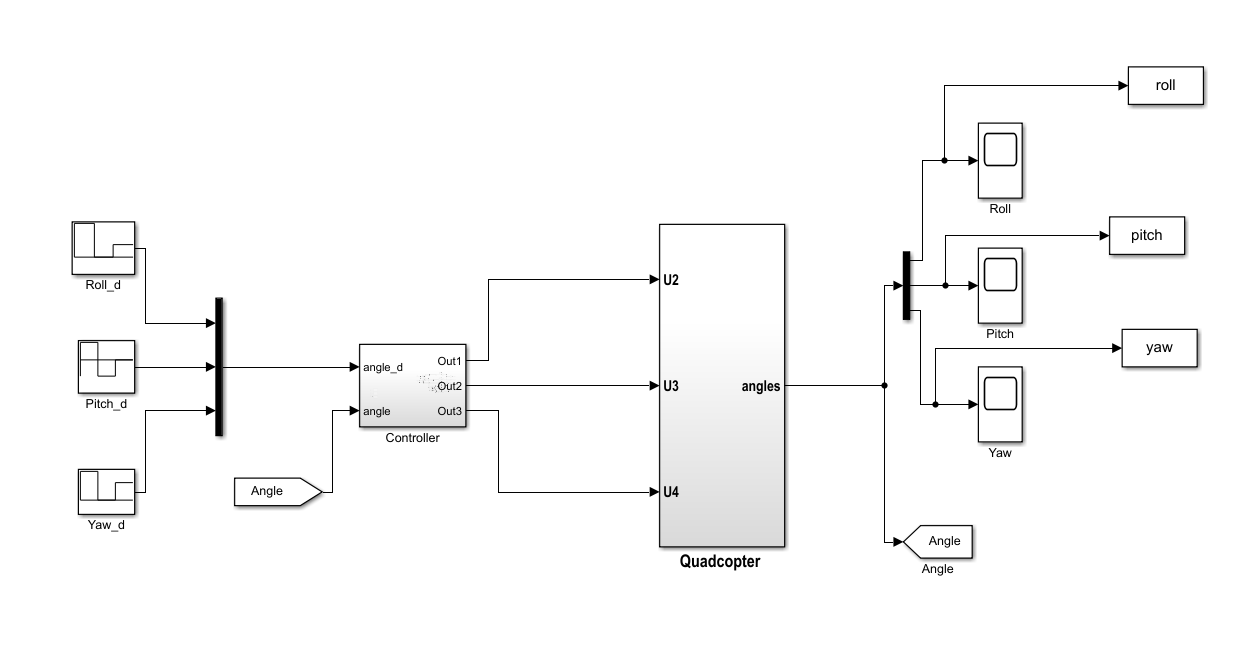 roll
Roll
pitch
Pitch
yaw
Yaw
Roll_d
Pitch_d
Yaw_d
Angle
angle_d
angle
Out1
Out2
Out3
Controller
U2
U3
U4
angles
Quadcopter
Angle
Angle